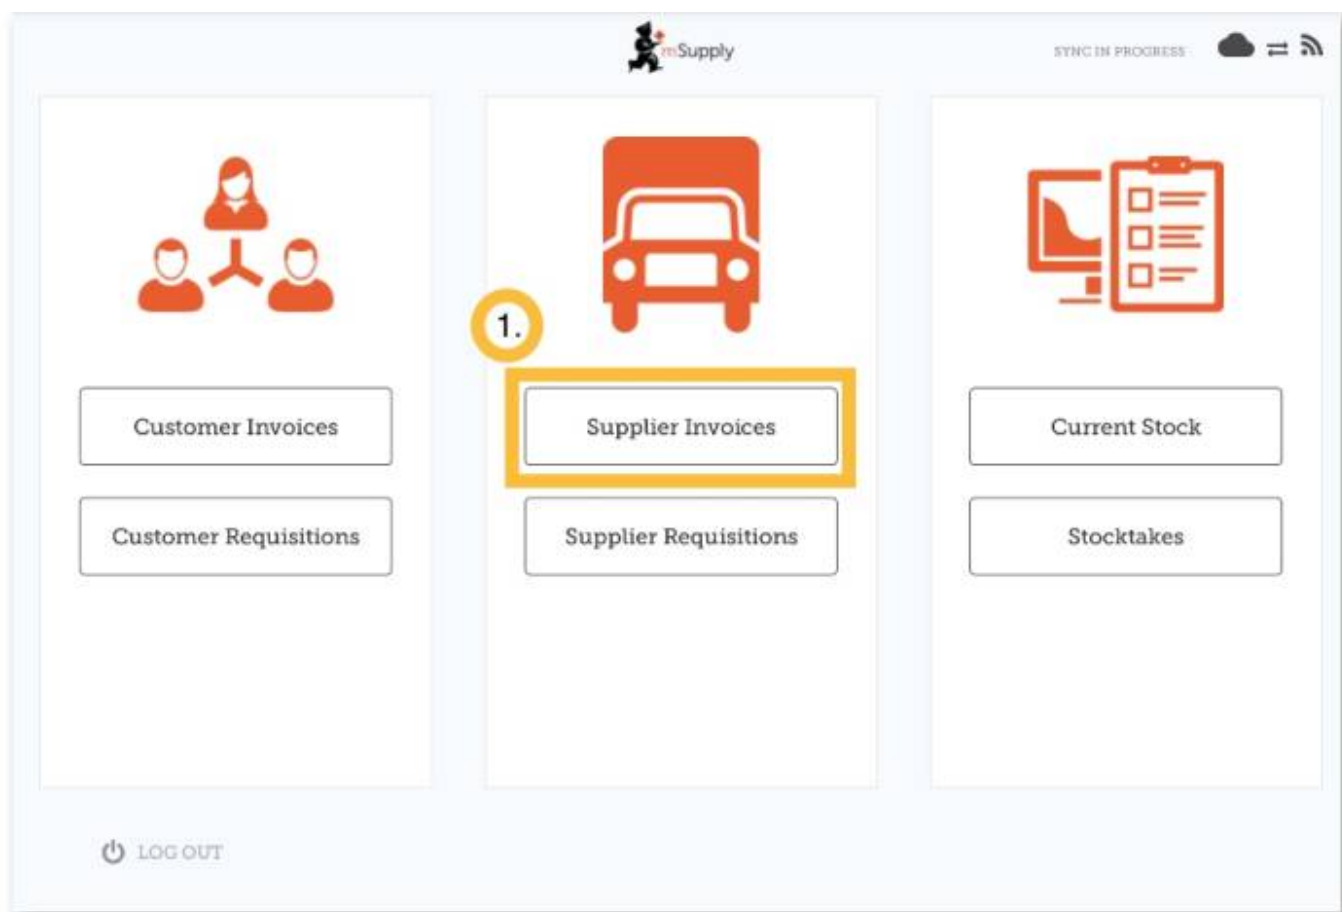 mSupply
SYNC IN PROGRESS
1.
Customer Invoices
Supplier Invoices
Current Stock
Customer Requisitions
Supplier Requisitions
Stocktakes
LOG OUT